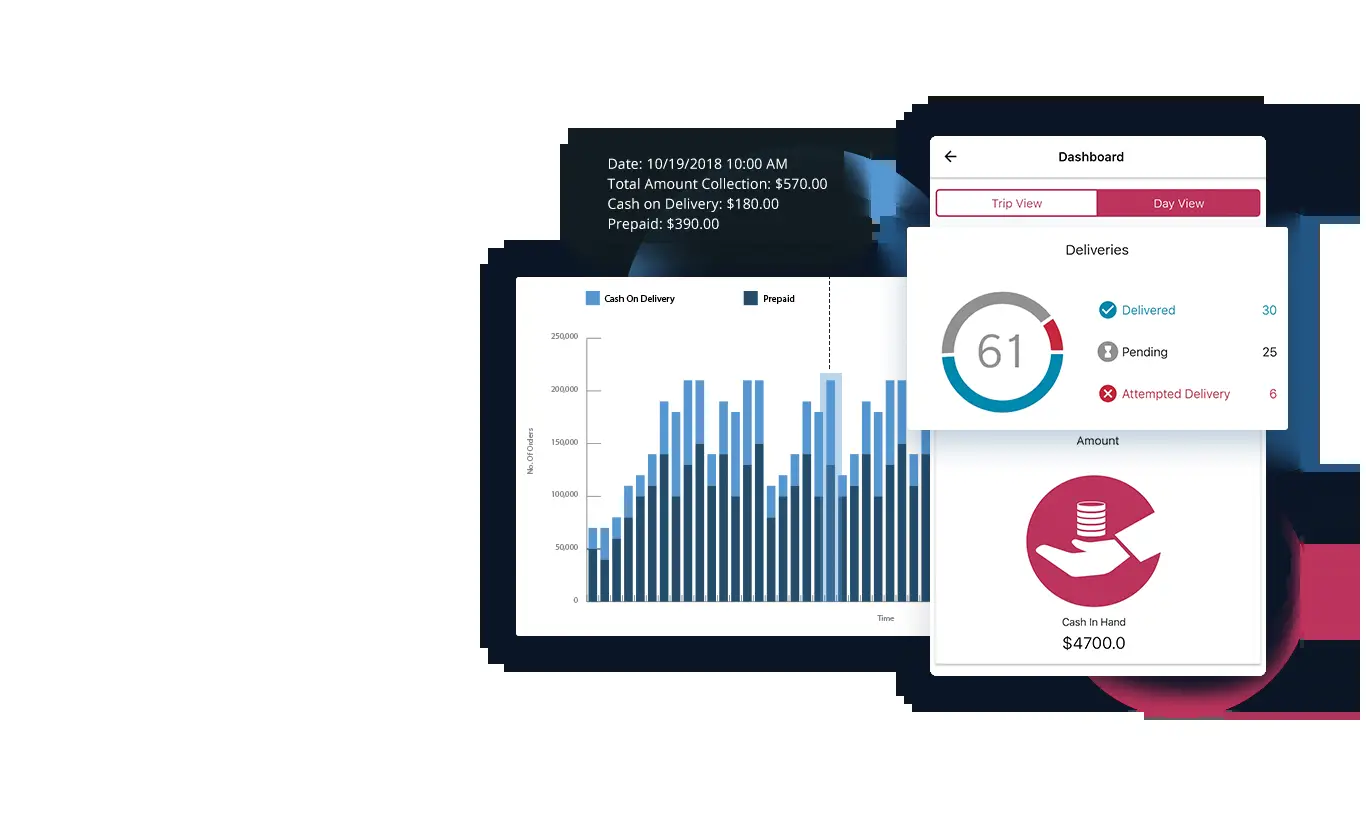 Date: 10/19/2018 10:00 AM
Total Amount Collection: $570.00
Cash on Delivery: $180.00
Prepaid: $390.00
Cash On Delivery
Prepaid
250,000
200,000
150,000
100,000
50,000
0
No. Of Orders
Time
Dashboard
Trip View
Day View
Deliveries
61
Delivered 30
Pending 25
Attempted Delivery 6
Amount
Cash In Hand
$4700.0